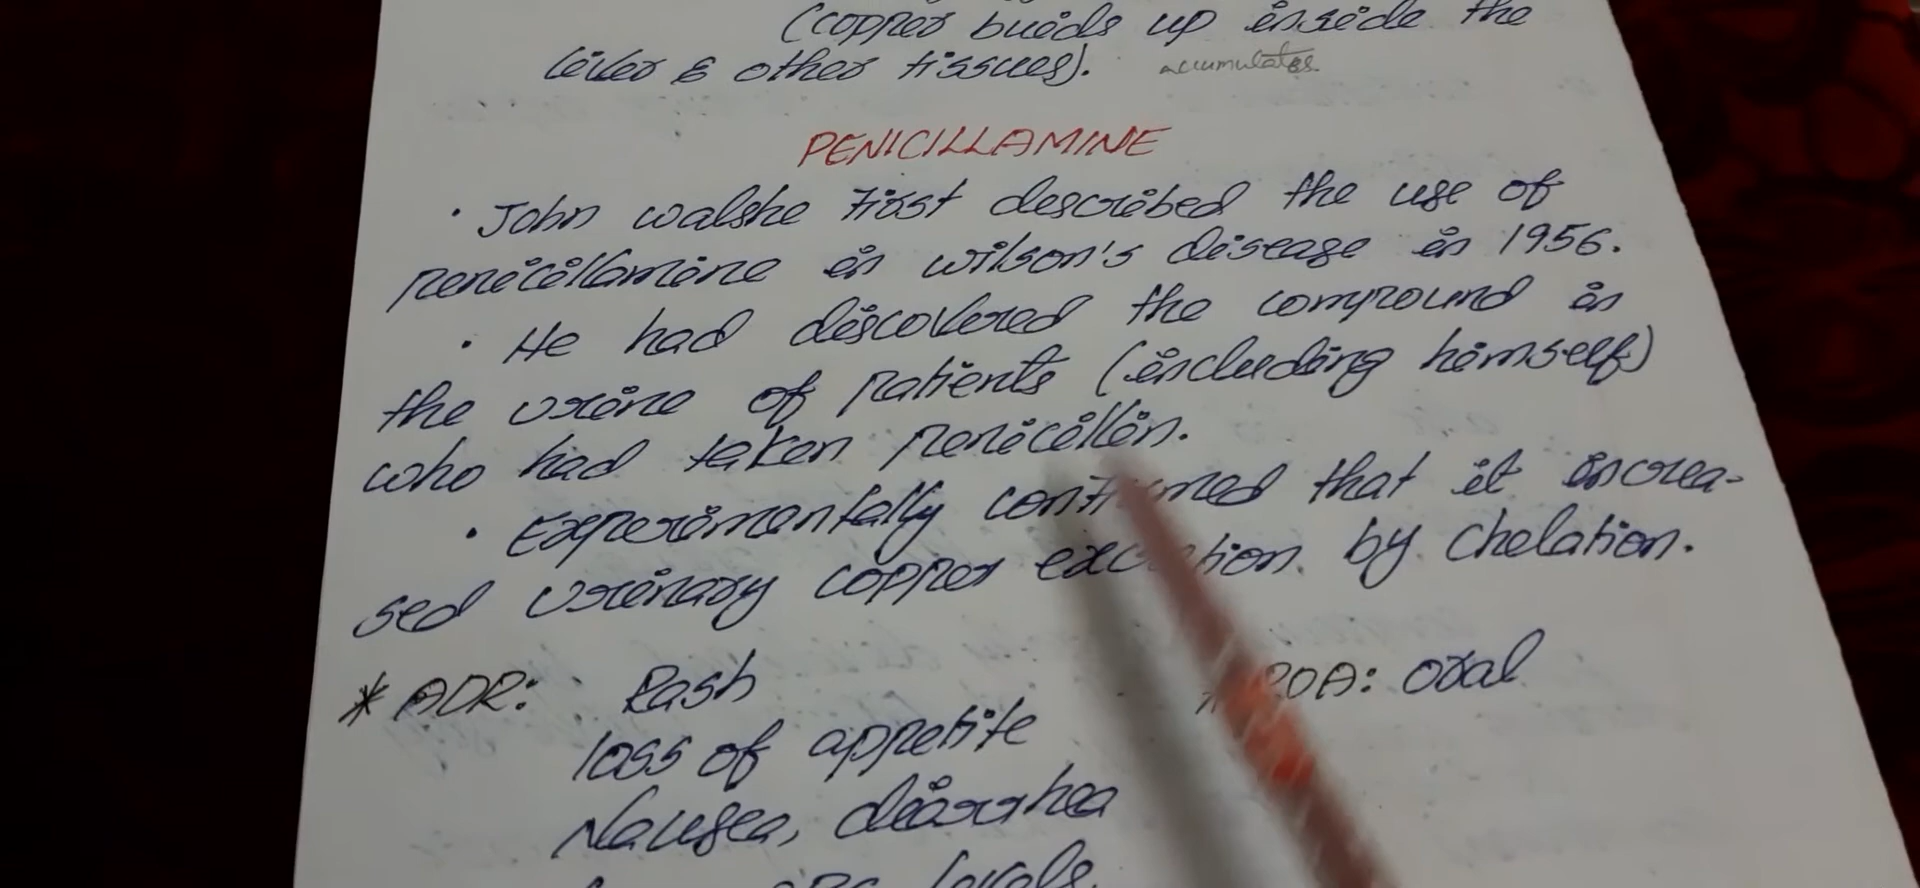 (copper builds up inside the
liver & other tissues). accumulates
PENICILLAMINE
· John walshe First described the use of
penicillamine in wilson's disease in 1956.
· He had discovered the compound in
the urine of patients (including himself)
who had taken penicillin.
· Experimentally confirmed that it increa-
sed urinary copper excretion. by chelation.
* ADR: Rash * ROA: oral
loss of appetite
Nausea, diarrhea
levels.